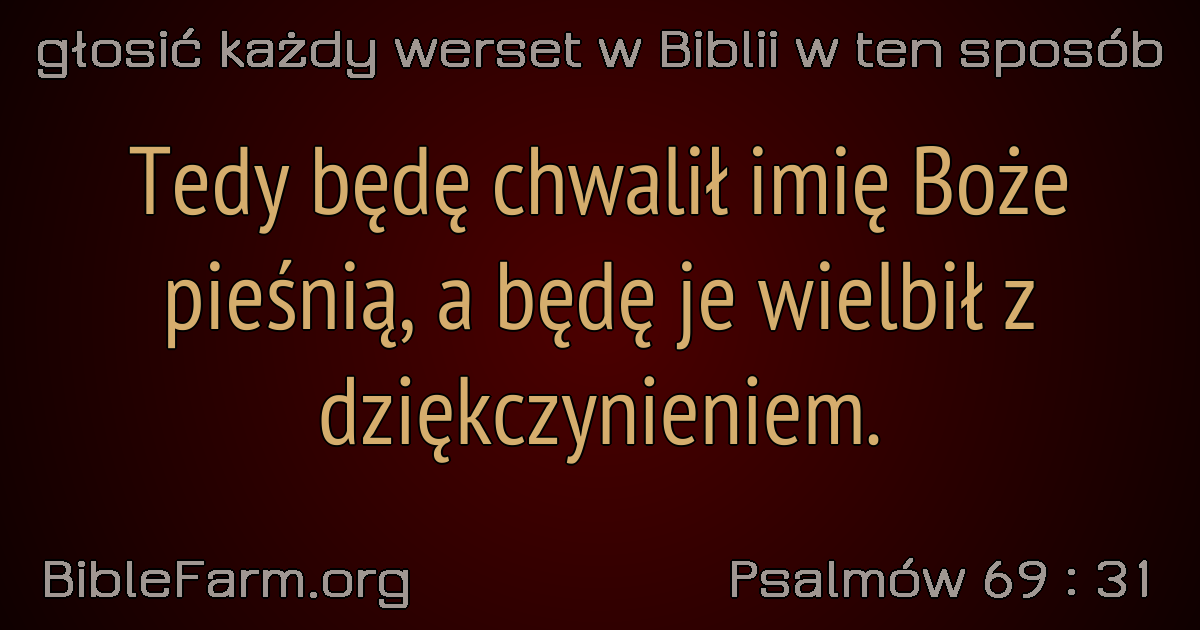 głosić każdy werset w Biblii w ten sposób
Tedy będę chwalił imię Boże
pieśnią, a będę je wielbił z
dziękczynieniem.
BibleFarm.org
Psalmów 69 : 31